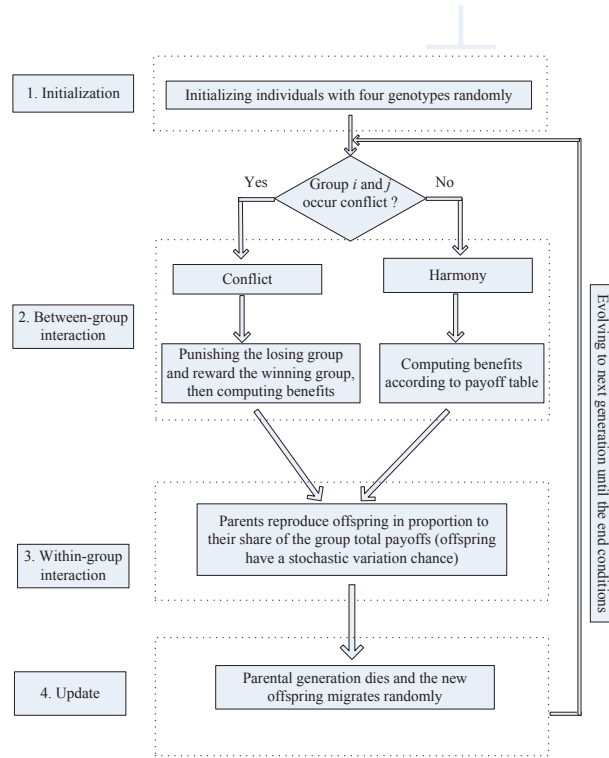 1. Initialization
Initializing individuals with four genotypes randomly
Yes
Group i and j
occur conflict ?
No
Conflict
Harmony
2. Between-group
interaction
Punishing the losing group
and reward the winning group,
then computing benefits
Computing benefits
according to payoff table
Evolving to next generation until the end conditions
3. Within-group
interaction
Parents reproduce offspring in proportion to
their share of the group total payoffs (offspring
have a stochastic variation chance)
4. Update
Parental generation dies and the new
offspring migrates randomly